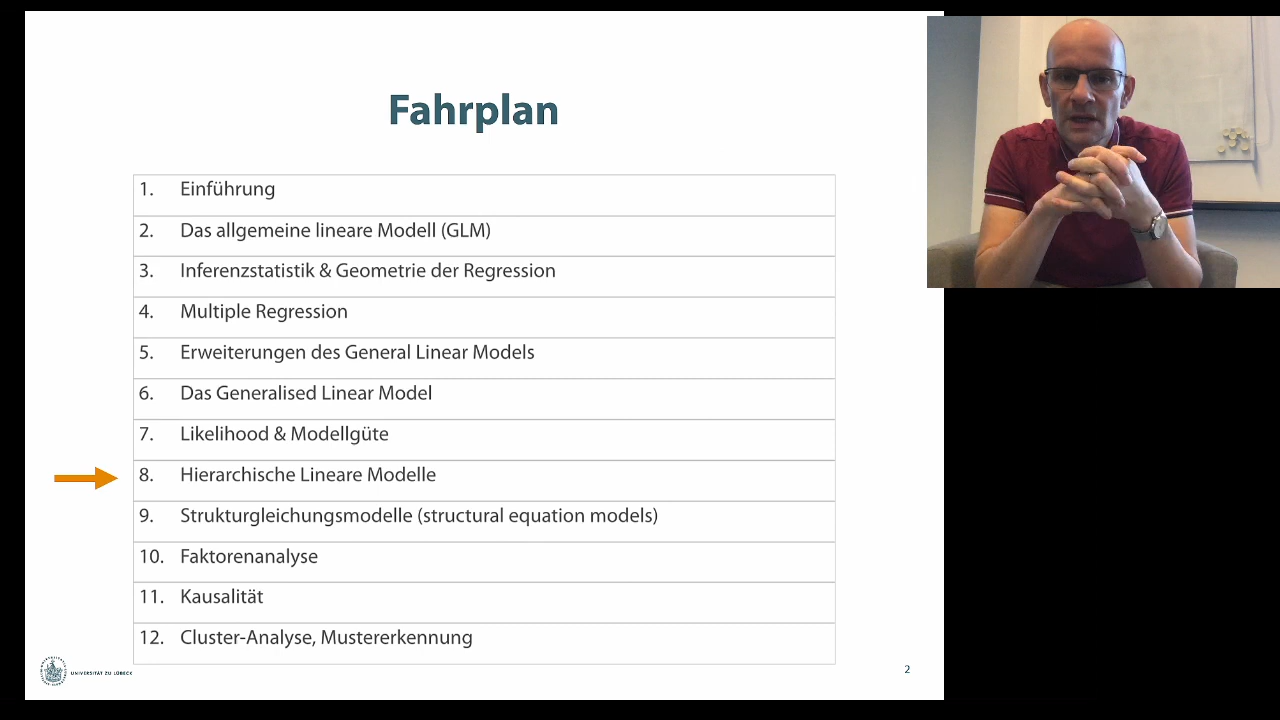 Fahrplan
1. Einführung
2. Das allgemeine lineare Modell (GLM)
3. Inferenzstatistik & Geometrie der Regression
4. Multiple Regression
5. Erweiterungen des General Linear Models
6. Das Generalised Linear Model
7. Likelihood & Modellgüte
8. Hierarchische Lineare Modelle
9. Strukturgleichungsmodelle (structural equation models)
10. Faktorenanalyse
11. Kausalität
12. Cluster-Analyse, Mustererkennung
UNIVERSITÄT ZU LÜBECK
2